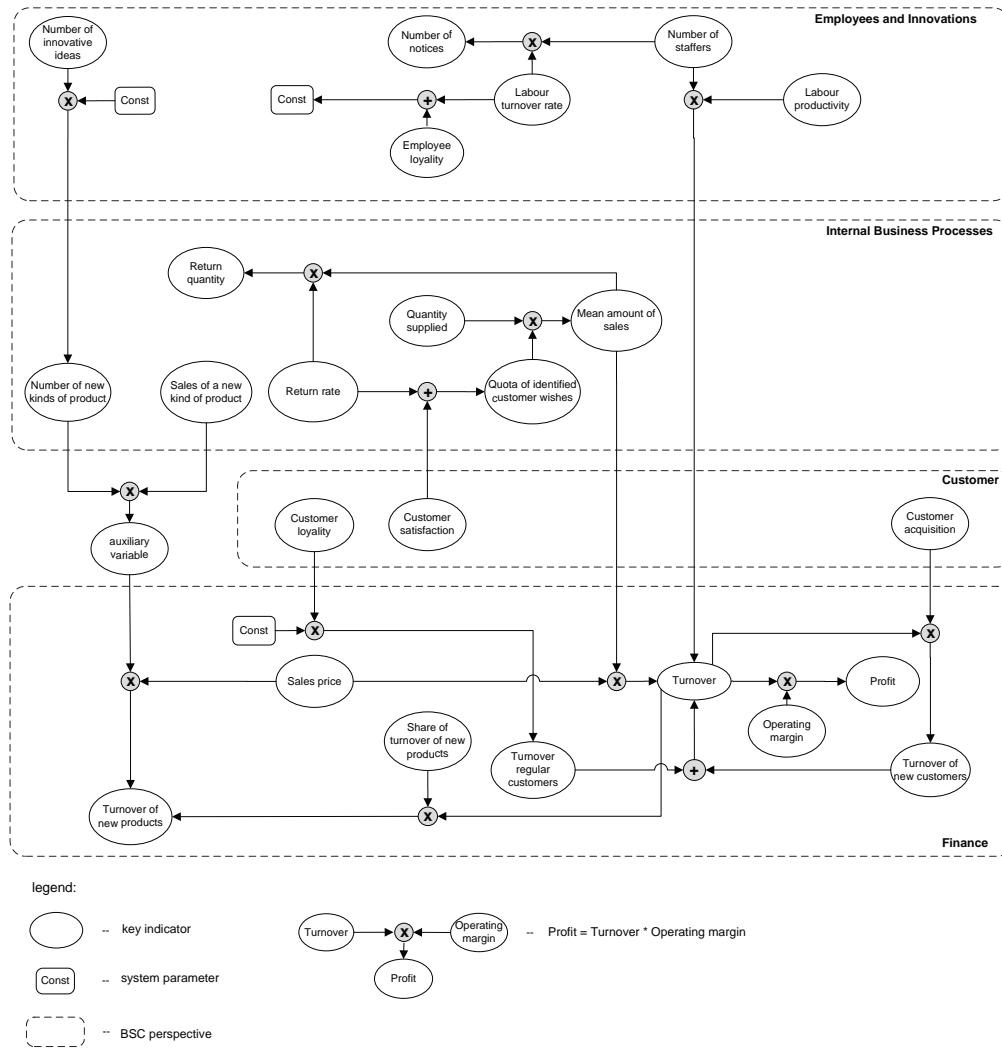 Employees and Innovations
Number of
innovative
ideas
Number of
notices
x
Number of
staffers
x
Const
Const
+
Labour
turnover rate
x
Labour
productivity
Employee
loyality
Internal Business Processes
Return
quantity
x
Quantity
supplied
x
Mean amount of
sales
Number of new
kinds of product
Sales of a new
kind of product
Return rate
+
Quota of identified
customer wishes
Customer
x
Customer
loyality
Customer
satisfaction
Customer
acquisition
auxiliary
variable
Const
x
x
x
Sales price
x
Turnover
x
Profit
Share of
turnover of new
products
Operating
margin
Turnover
regular
customers
+
Turnover of
new customers
Turnover of
new products
x
Finance
legend:
-- key indicator
Turnover
x
Operating
margin
-- Profit = Turnover * Operating margin
Const
-- system parameter
Profit
-- BSC perspective